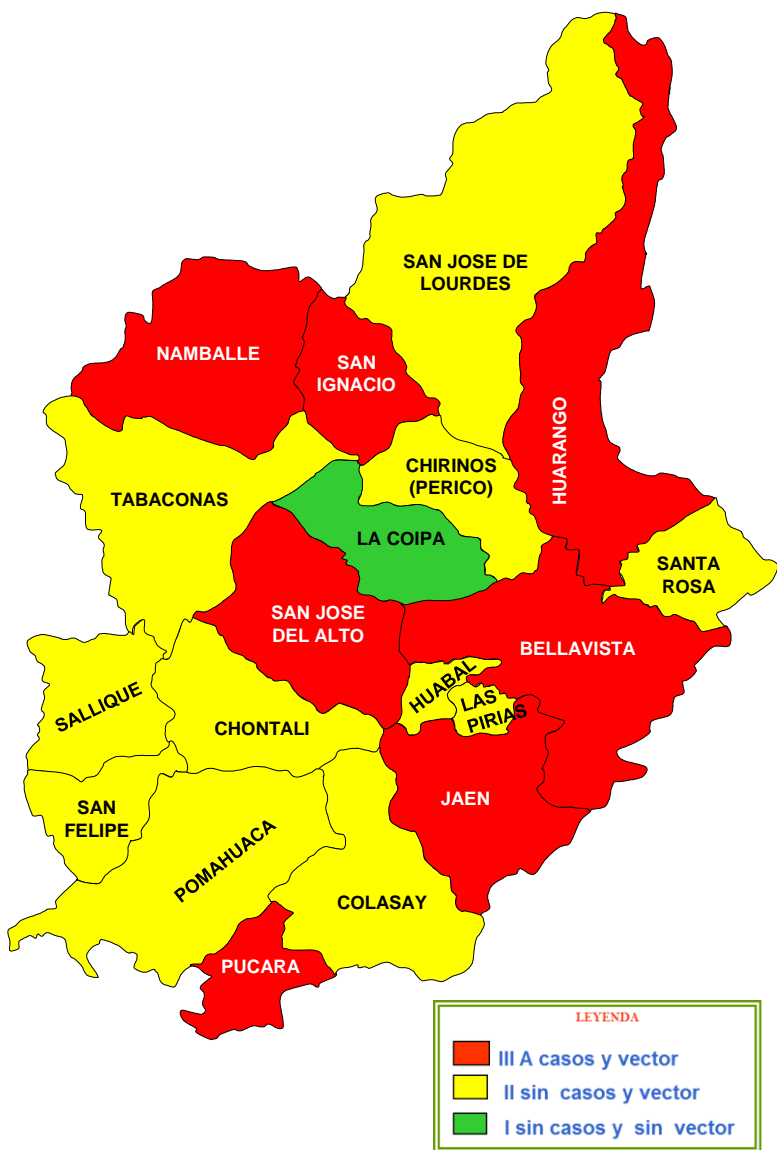 SAN JOSE DE
LOURDES
NAMBALLE
SAN
IGNACIO
HUARANGO
CHIRINOS
(PERICO)
TABACONAS
LA COIPA
SANTA
ROSA
SAN JOSE
DEL ALTO
BELLAVISTA
HUABAL
SALLIQUE
LAS
PIRIAS
CHONTALI
JAEN
SAN
FELIPE
POMAHUACA
COLASAY
PUCARA
LEYENDA
III A casos y vector
II sin casos y vector
I sin casos y sin vector